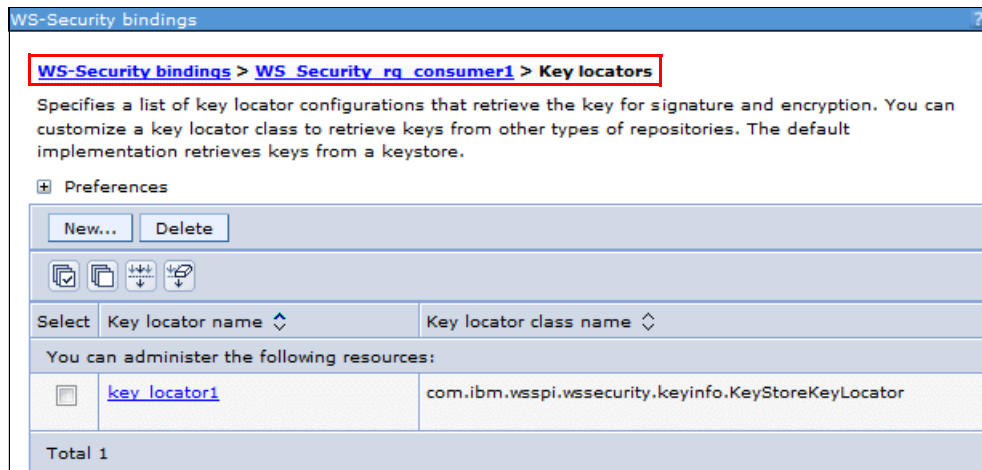 WS-Security bindings ?
WS-Security bindings > WS_Security_rq_consumer1 > Key locators
Specifies a list of key locator configurations that retrieve the key for signature and encryption. You can
customize a key locator class to retrieve keys from other types of repositories. The default
implementation retrieves keys from a keystore.
Preferences
New... Delete
Select Key locator name Key locator class name
You can administer the following resources:
key_locator1 com.ibm.wsspi.wssecurity.keyinfo.KeyStoreKeyLocator
Total 1